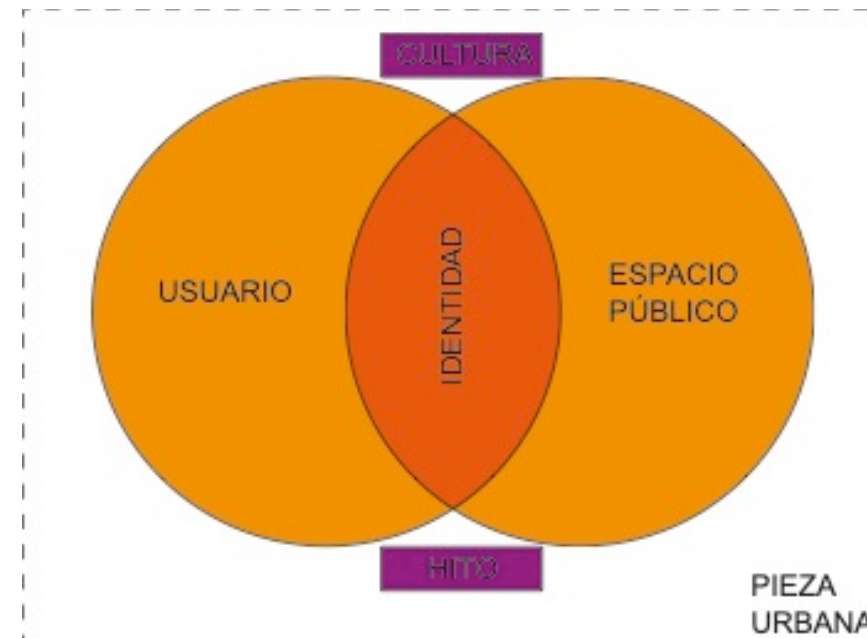 CULTURA
USUARIO
IDENTIDAD
ESPACIO
PÚBLICO
HITO
PIEZA
URBANA